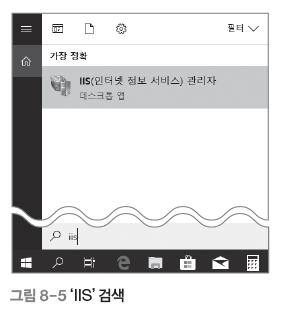 필터
가장 정확
IIS(인터넷 정보 서비스) 관리자
데스크톱 앱
iis
그림 8-5 'IIS' 검색